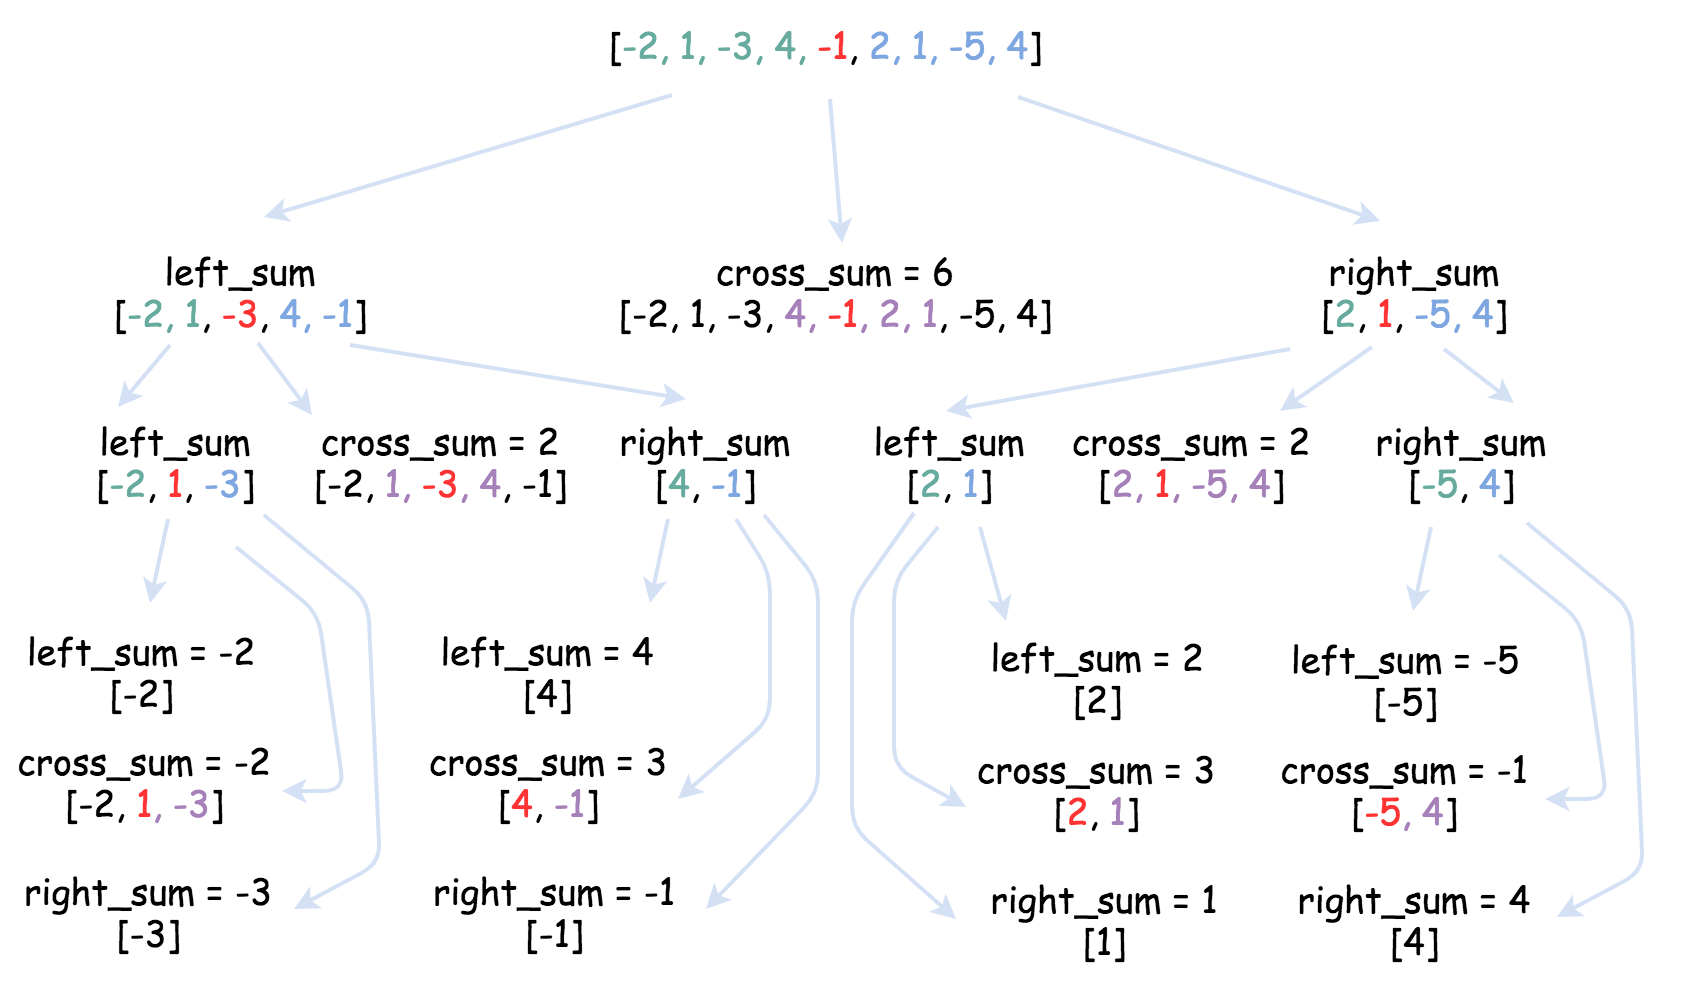 [-2, 1, -3, 4, -1, 2, 1, -5, 4]
left_sum
[-2, 1, -3, 4, -1]
cross_sum = 6
[-2, 1, -3, 4, -1, 2, 1, -5, 4]
right_sum
[2, 1, -5, 4]
left_sum
[-2, 1, -3]
cross_sum = 2
[-2, 1, -3, 4, -1]
right_sum
[4, -1]
left_sum
[2, 1]
cross_sum = 2
[2, 1, -5, 4]
right_sum
[-5, 4]
left_sum = -2
[-2]
cross_sum = -2
[-2, 1, -3]
right_sum = -3
[-3]
left_sum = 4
[4]
cross_sum = 3
[4, -1]
right_sum = -1
[-1]
left_sum = 2
[2]
cross_sum = 3
[2, 1]
right_sum = 1
[1]
left_sum = -5
[-5]
cross_sum = -1
[-5, 4]
right_sum = 4
[4]